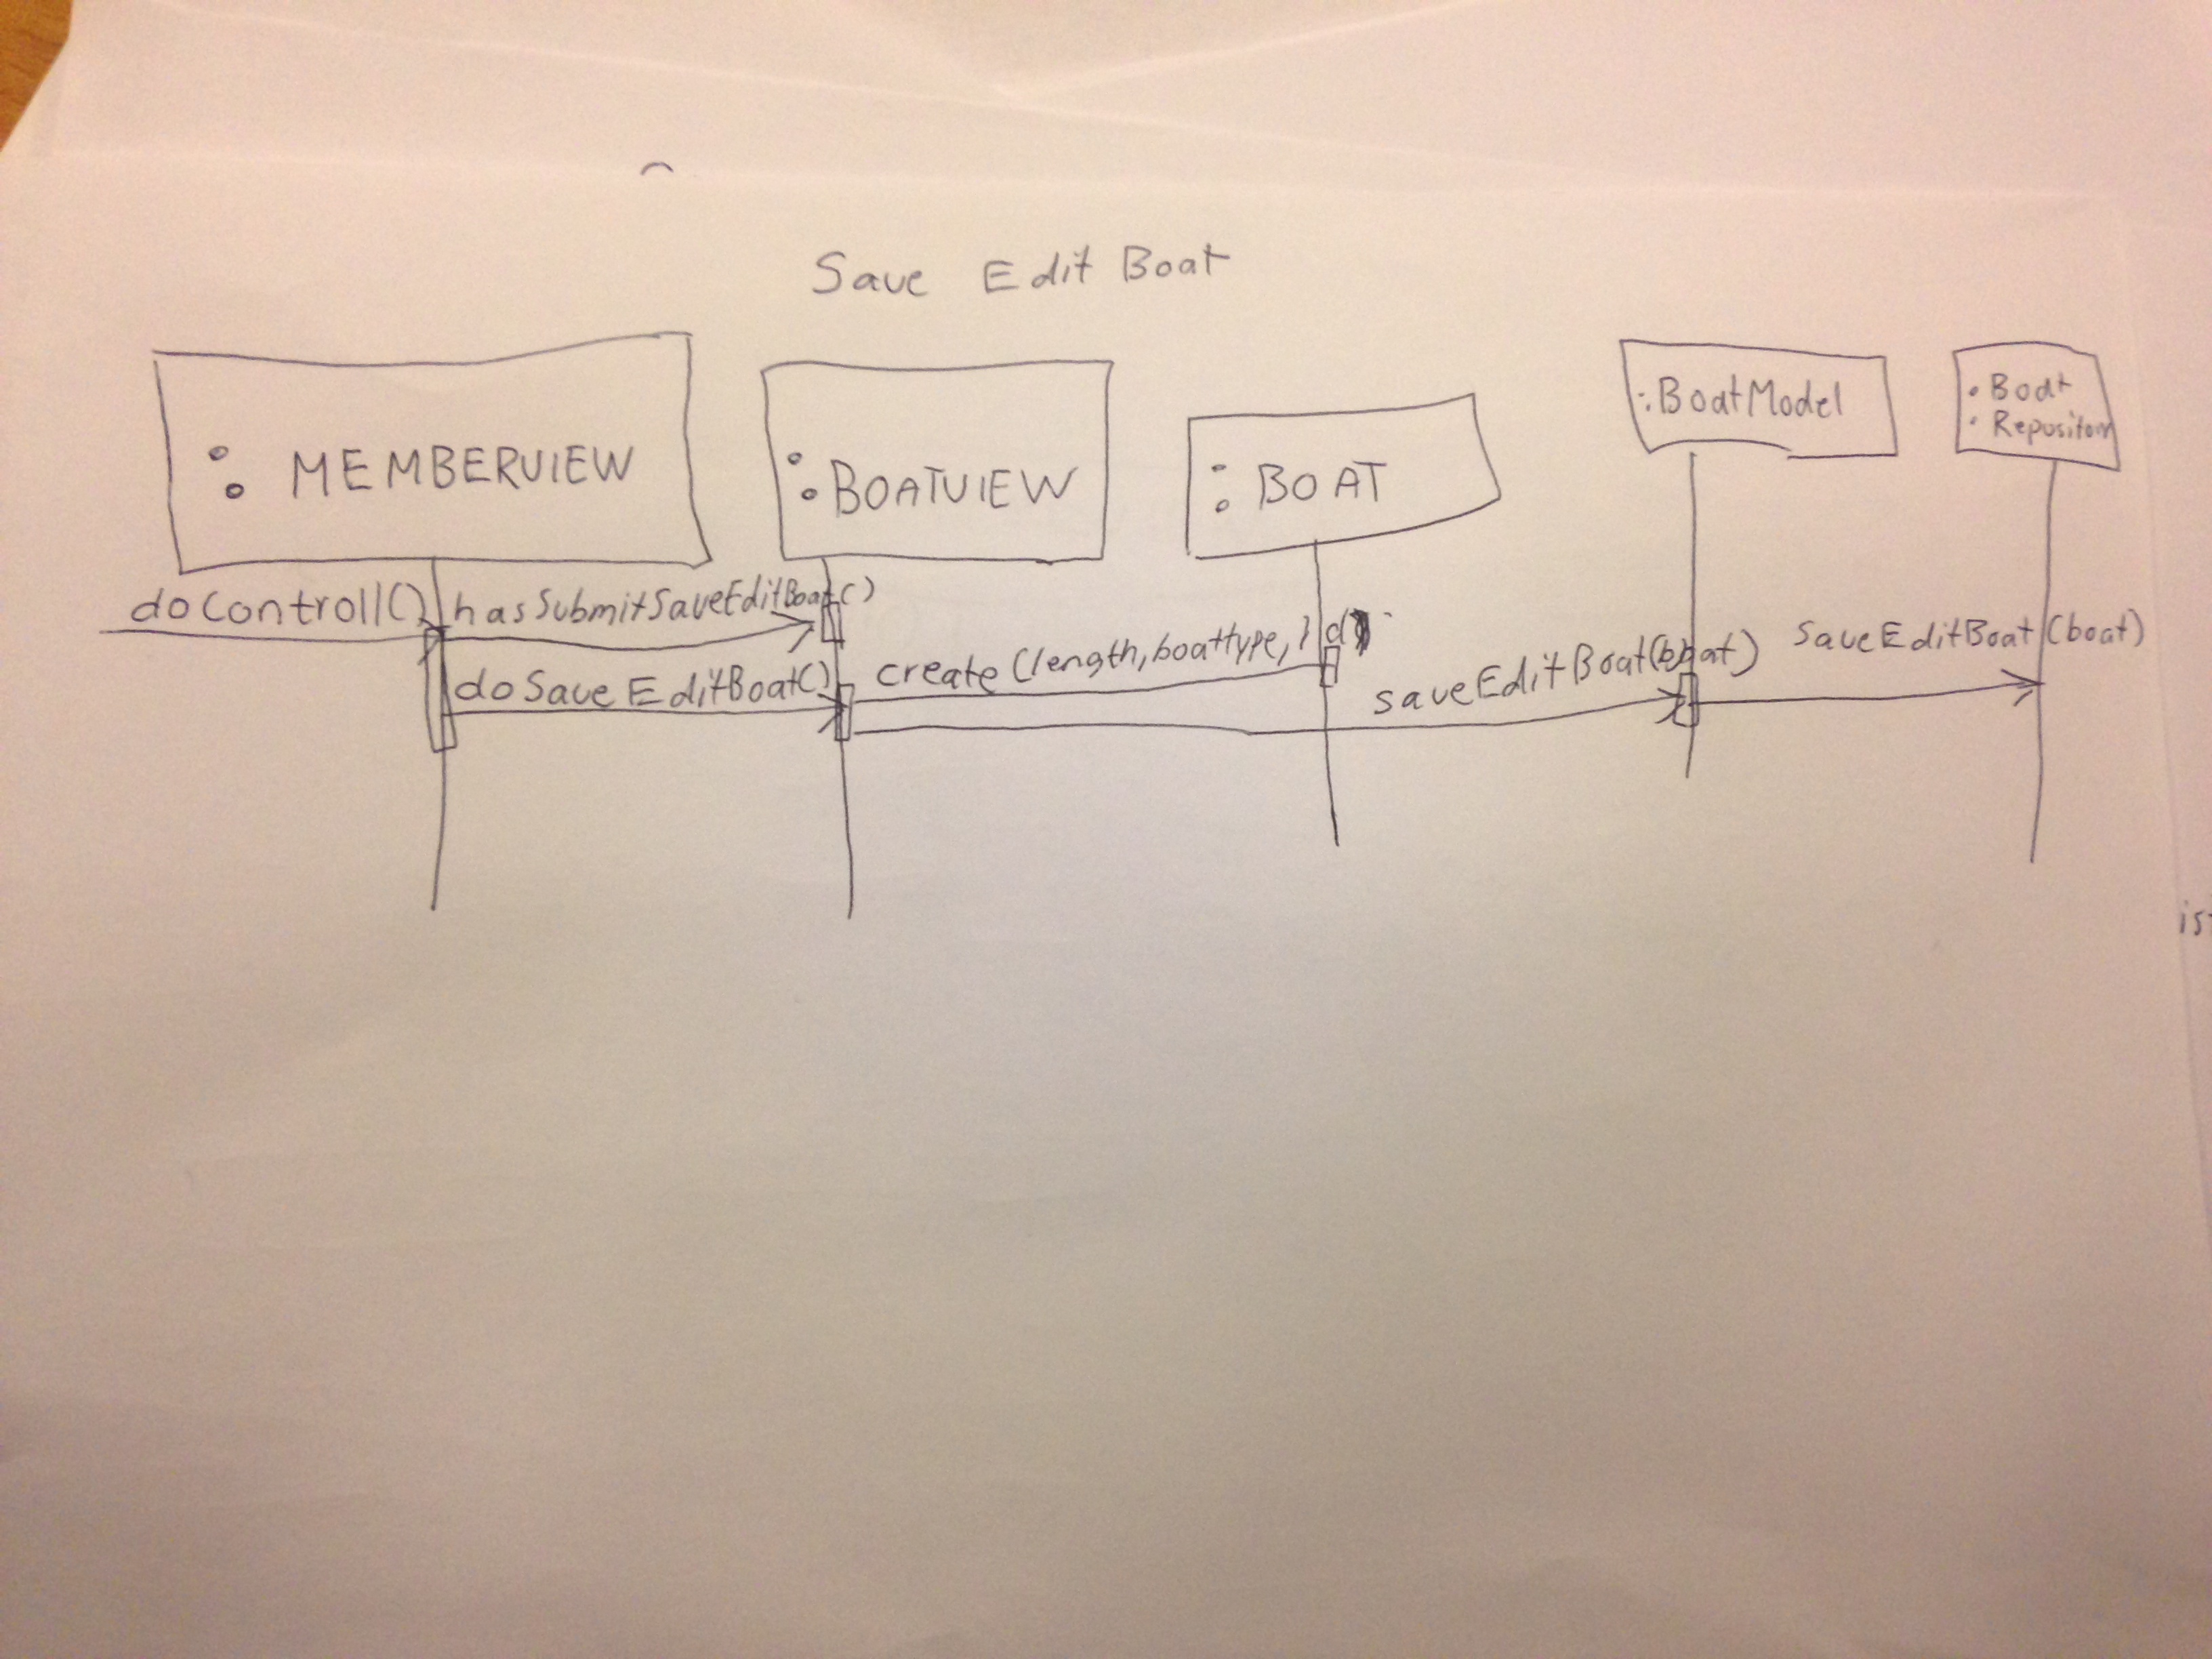 Save Edit Boat
: MEMBERVIEW
: BOATVIEW
: BOAT
: BoatModel
: Boat
Repository
doControll()
hasSubmitSaveEditBoat()
doSaveEditBoat()
create(length, boattype, id)
saveEditBoat(boat)
saveEditBoat(boat)